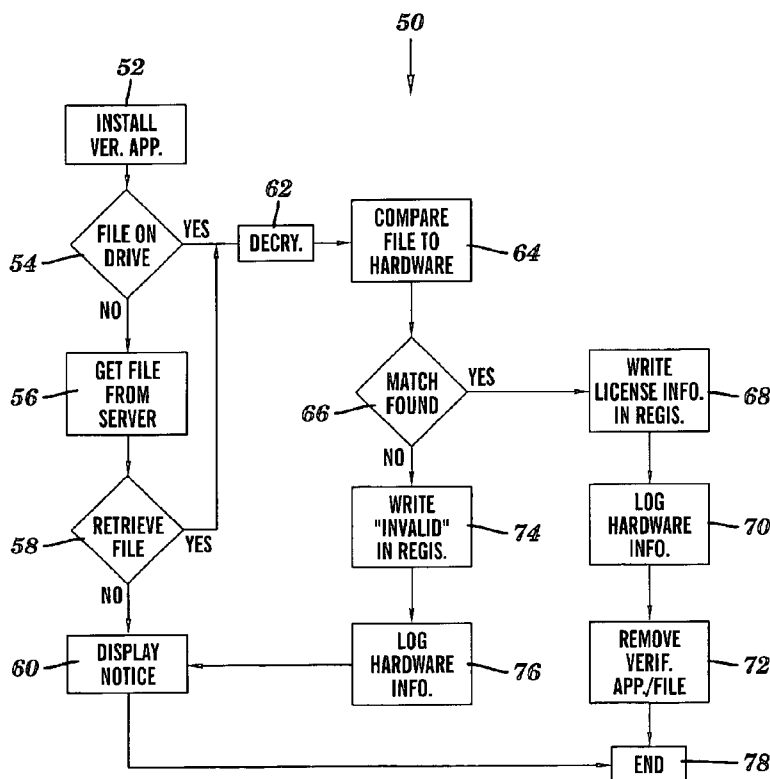 50
52
INSTALL
VER. APP.
54
FILE ON
DRIVE
YES
NO
56
GET FILE
FROM
SERVER
58
RETRIEVE
FILE
YES
NO
60
DISPLAY
NOTICE
62
DECRY.
COMPARE
FILE TO
HARDWARE
64
MATCH
FOUND
66
YES
NO
WRITE
"INVALID"
IN REGIS.
74
LOG
HARDWARE
INFO.
76
WRITE
LICENSE INFO.
IN REGIS.
68
LOG
HARDWARE
INFO.
70
REMOVE
VERIF.
APP./FILE
72
END
78